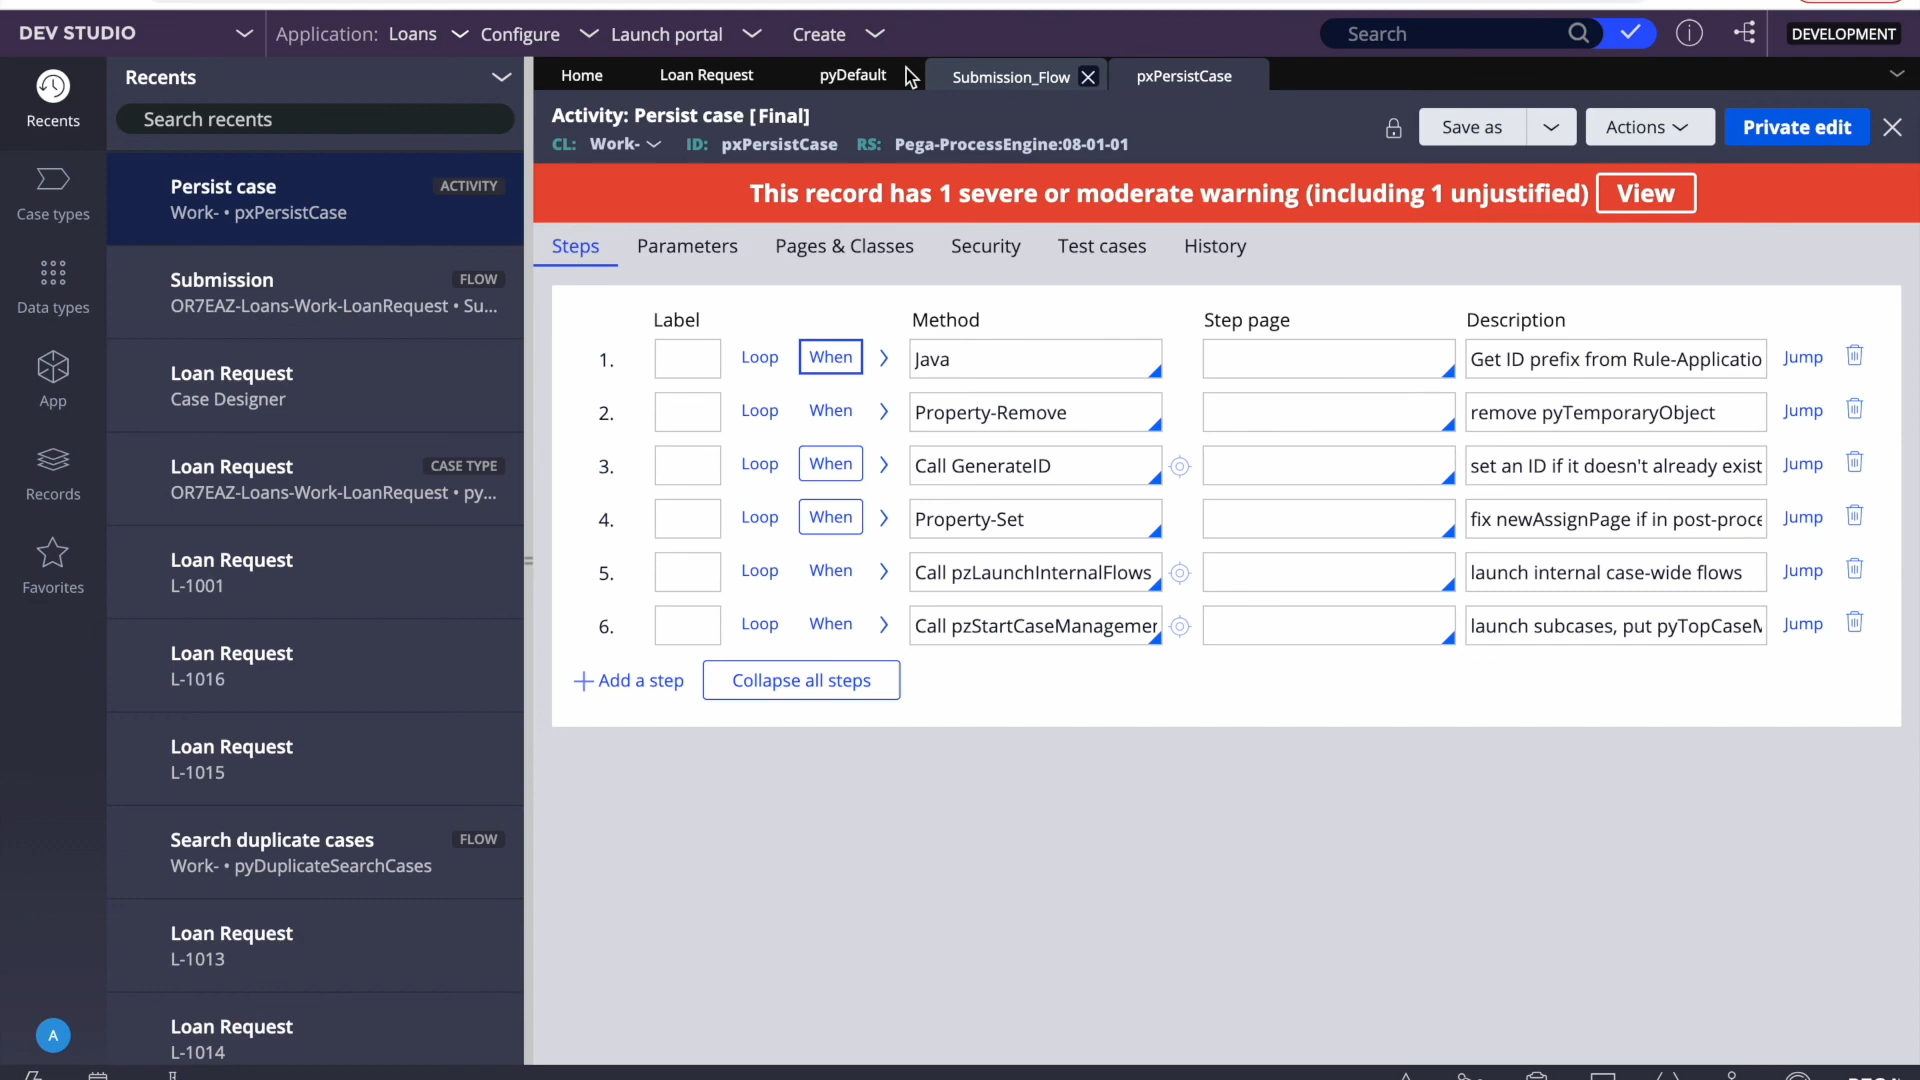 DEV STUDIO
Application: Loans
Configure
Launch portal
Create
Search
DEVELOPMENT
Recents
Case types
Data types
App
Records
Favorites
A
Recents
Search recents
Persist case ACTIVITY
Work- • pxPersistCase
Submission FLOW
OR7EAZ-Loans-Work-LoanRequest • Su...
Loan Request
Case Designer
Loan Request CASE TYPE
OR7EAZ-Loans-Work-LoanRequest • py...
Loan Request
L-1001
Loan Request
L-1016
Loan Request
L-1015
Search duplicate cases FLOW
Work- • pyDuplicateSearchCases
Loan Request
L-1013
Loan Request
L-1014
Home Loan Request pyDefault Submission_Flow pxPersistCase
Activity: Persist case [Final]
CL: Work- ID: pxPersistCase RS: Pega-ProcessEngine:08-01-01
Save as
Actions
Private edit
This record has 1 severe or moderate warning (including 1 unjustified) View
Steps Parameters Pages & Classes Security Test cases History
Label Method Step page Description
1. Loop When Java Get ID prefix from Rule-Applicatio Jump
2. Loop When Property-Remove remove pyTemporaryObject Jump
3. Loop When Call GenerateID set an ID if it doesn't already exist Jump
4. Loop When Property-Set fix newAssignPage if in post-proce Jump
5. Loop When Call pzLaunchInternalFlows launch internal case-wide flows Jump
6. Loop When Call pzStartCaseManagemen launch subcases, put pyTopCaseM Jump
Add a step Collapse all steps